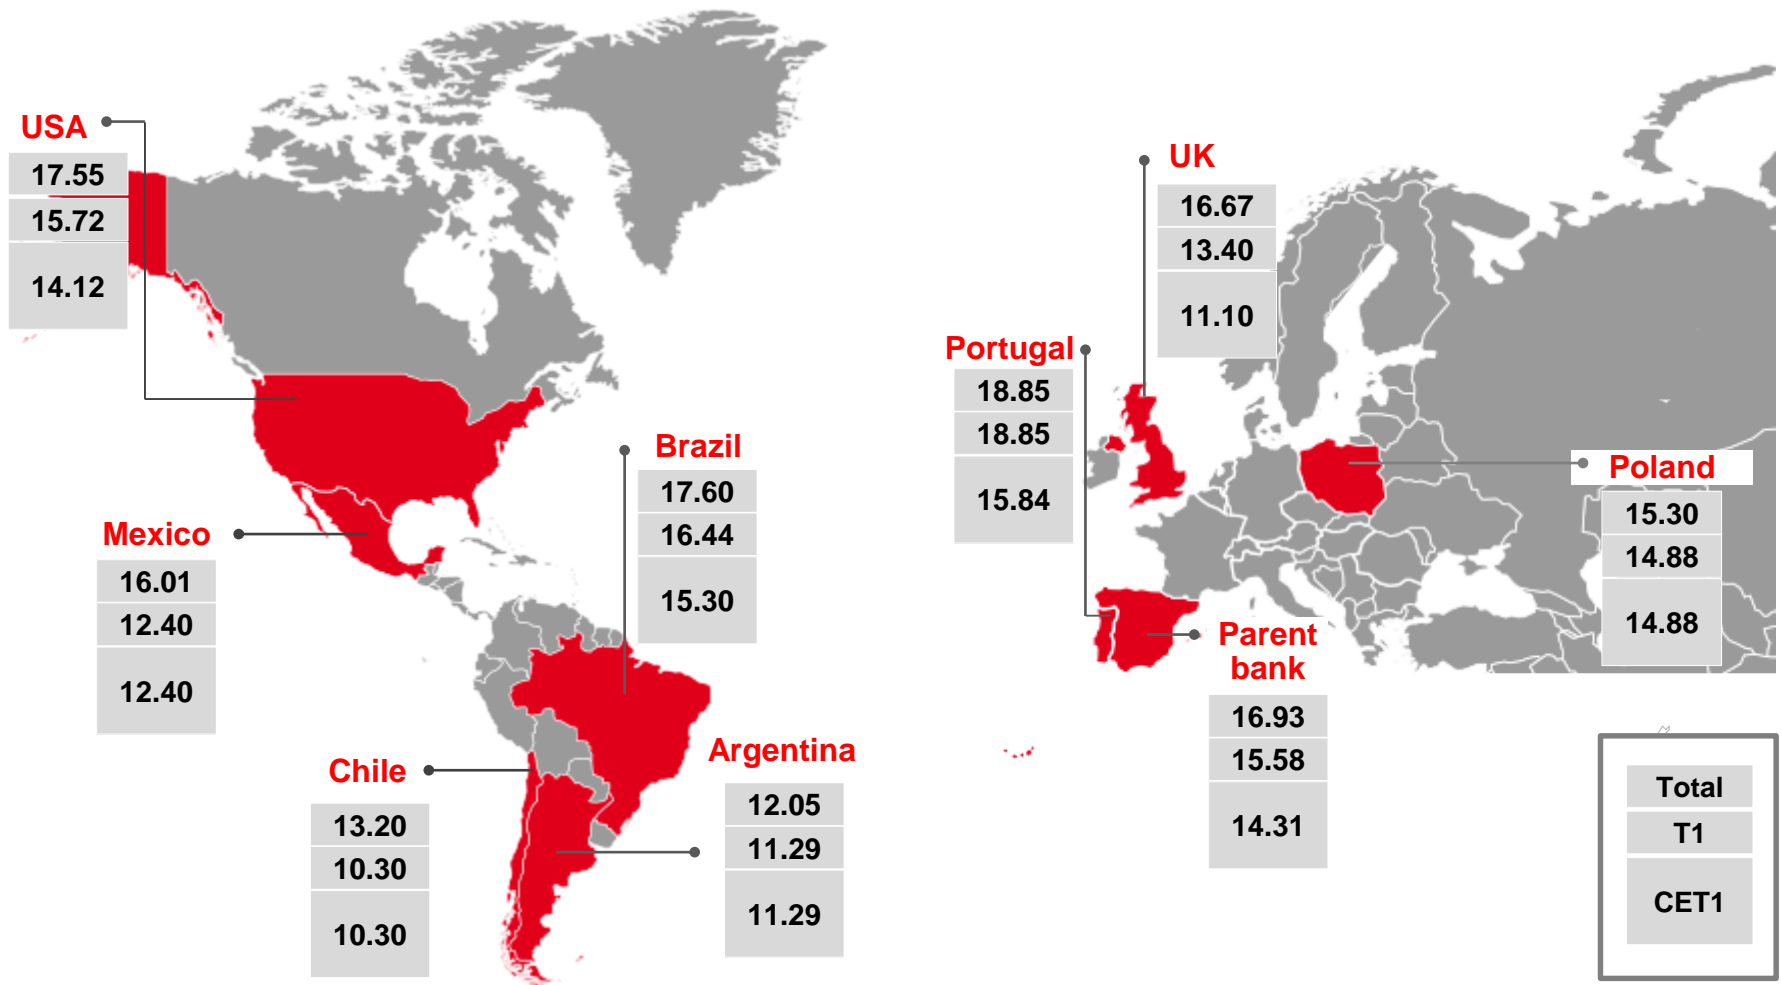 USA
17.55
15.72
14.12
Mexico
16.01
12.40
12.40
Brazil
17.60
16.44
15.30
Chile
13.20
10.30
10.30
Argentina
12.05
11.29
11.29
UK
16.67
13.40
11.10
Portugal
18.85
18.85
15.84
Poland
15.30
14.88
14.88
Parent
bank
16.93
15.58
14.31
Total
T1
CET1